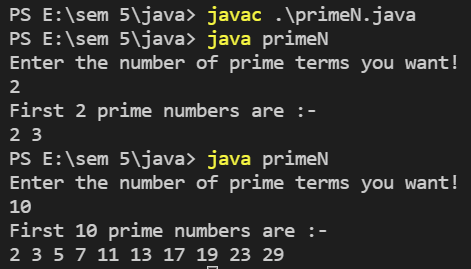 PS E:\sem 5\java> javac .\primeN.java
PS E:\sem 5\java> java primeN
Enter the number of prime terms you want!
2
First 2 prime numbers are :-
2 3
PS E:\sem 5\java> java primeN
Enter the number of prime terms you want!
10
First 10 prime numbers are :-
2 3 5 7 11 13 17 19 23 29